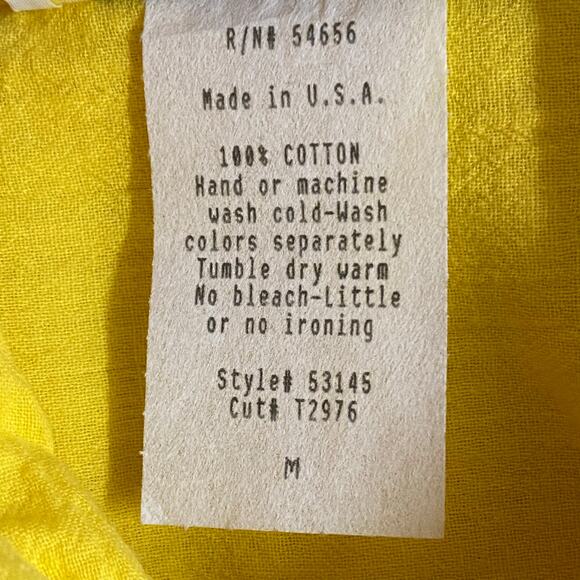 R/N# 54656
Made in U.S.A.
100% COTTON
Hand or machine
wash cold-Wash
colors separately
Tumble dry warm
No bleach-Little
or no ironing
Style# 53145
Cut# T2976
M